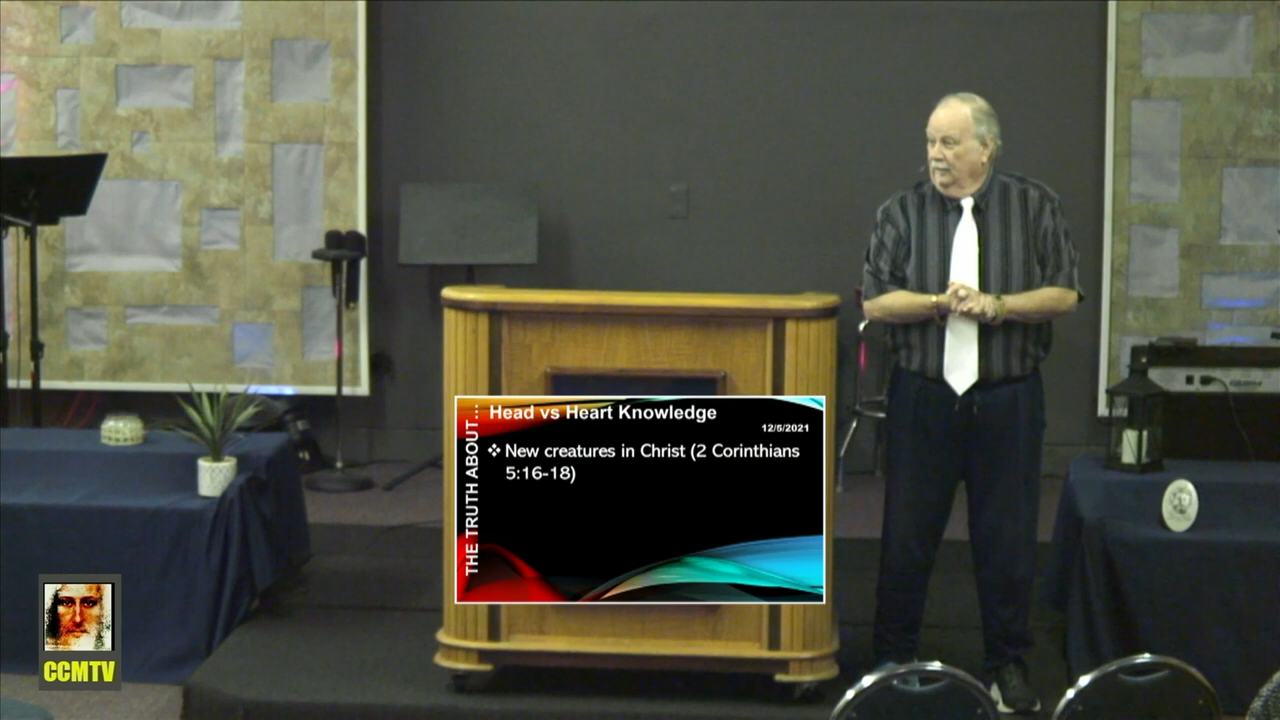 Head vs Heart Knowledge
12/5/2021
THE TRUTH ABOUT...
❖ New creatures in Christ (2 Corinthians
5:16-18)
CCMTV